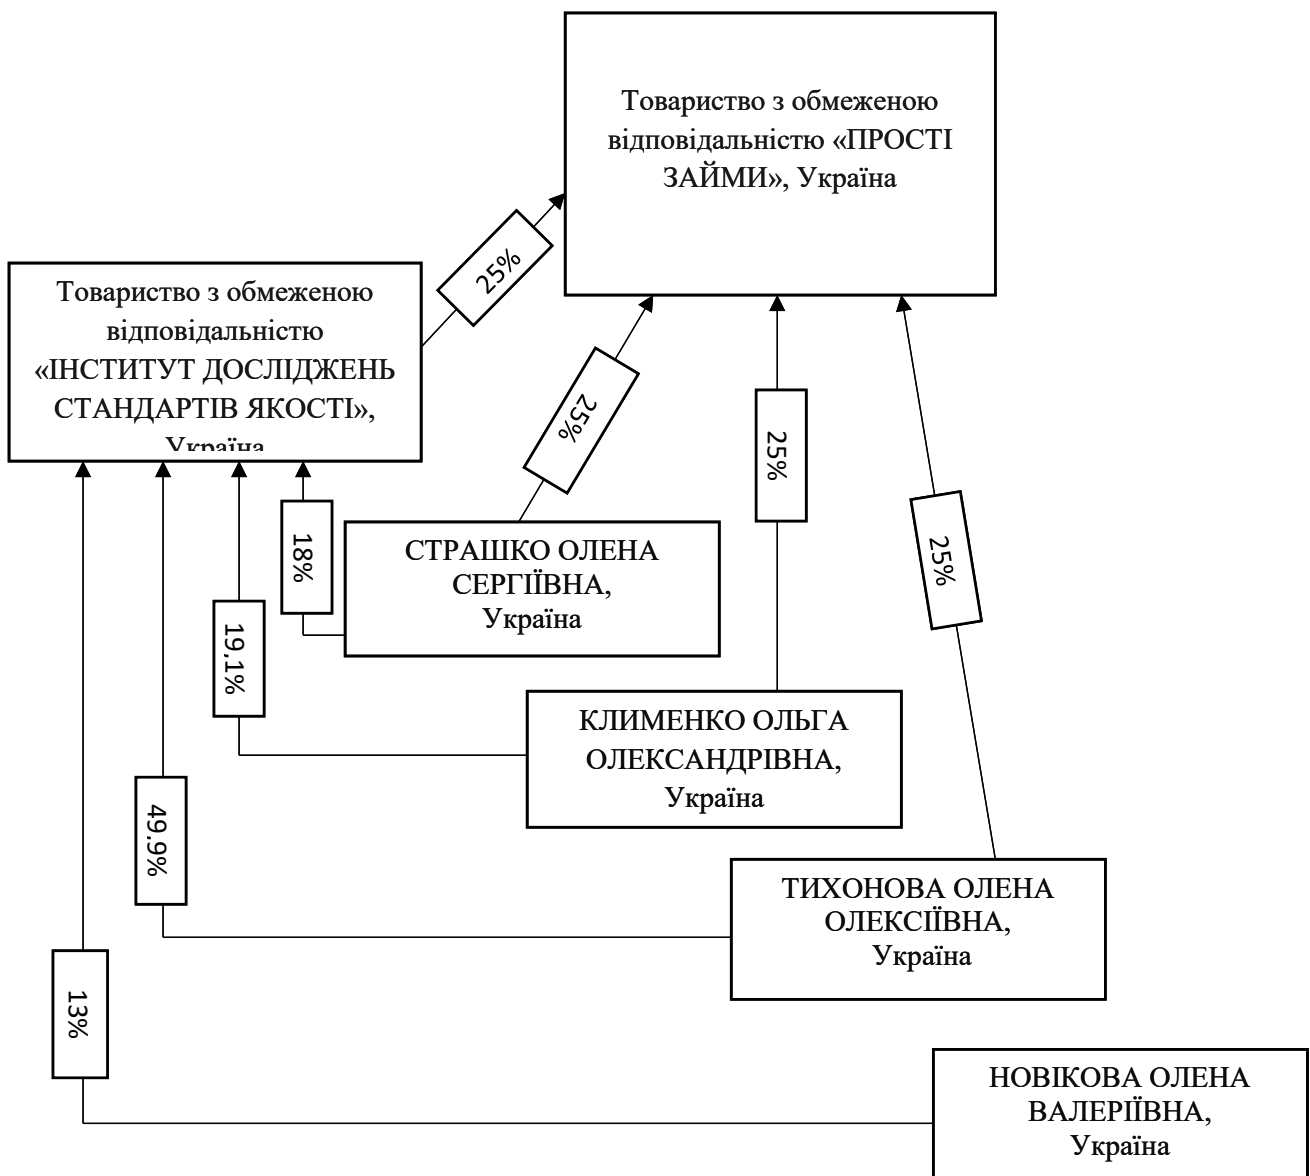 Товариство з обмеженою
відповідальністю «ПРОСТІ
ЗАЙМИ», Україна
25%
Товариство з обмеженою
відповідальністю
«ІНСТИТУТ ДОСЛІДЖЕНЬ
СТАНДАРТІВ ЯКОСТІ»,
Україна
25%
25%
25%
18%
СТРАШКО ОЛЕНА
СЕРГІЇВНА,
Україна
19,1%
КЛИМЕНКО ОЛЬГА
ОЛЕКСАНДРІВНА,
Україна
49,9%
ТИХОНОВА ОЛЕНА
ОЛЕКСІЇВНА,
Україна
13%
НОВІКОВА ОЛЕНА
ВАЛЕРІЇВНА,
Україна